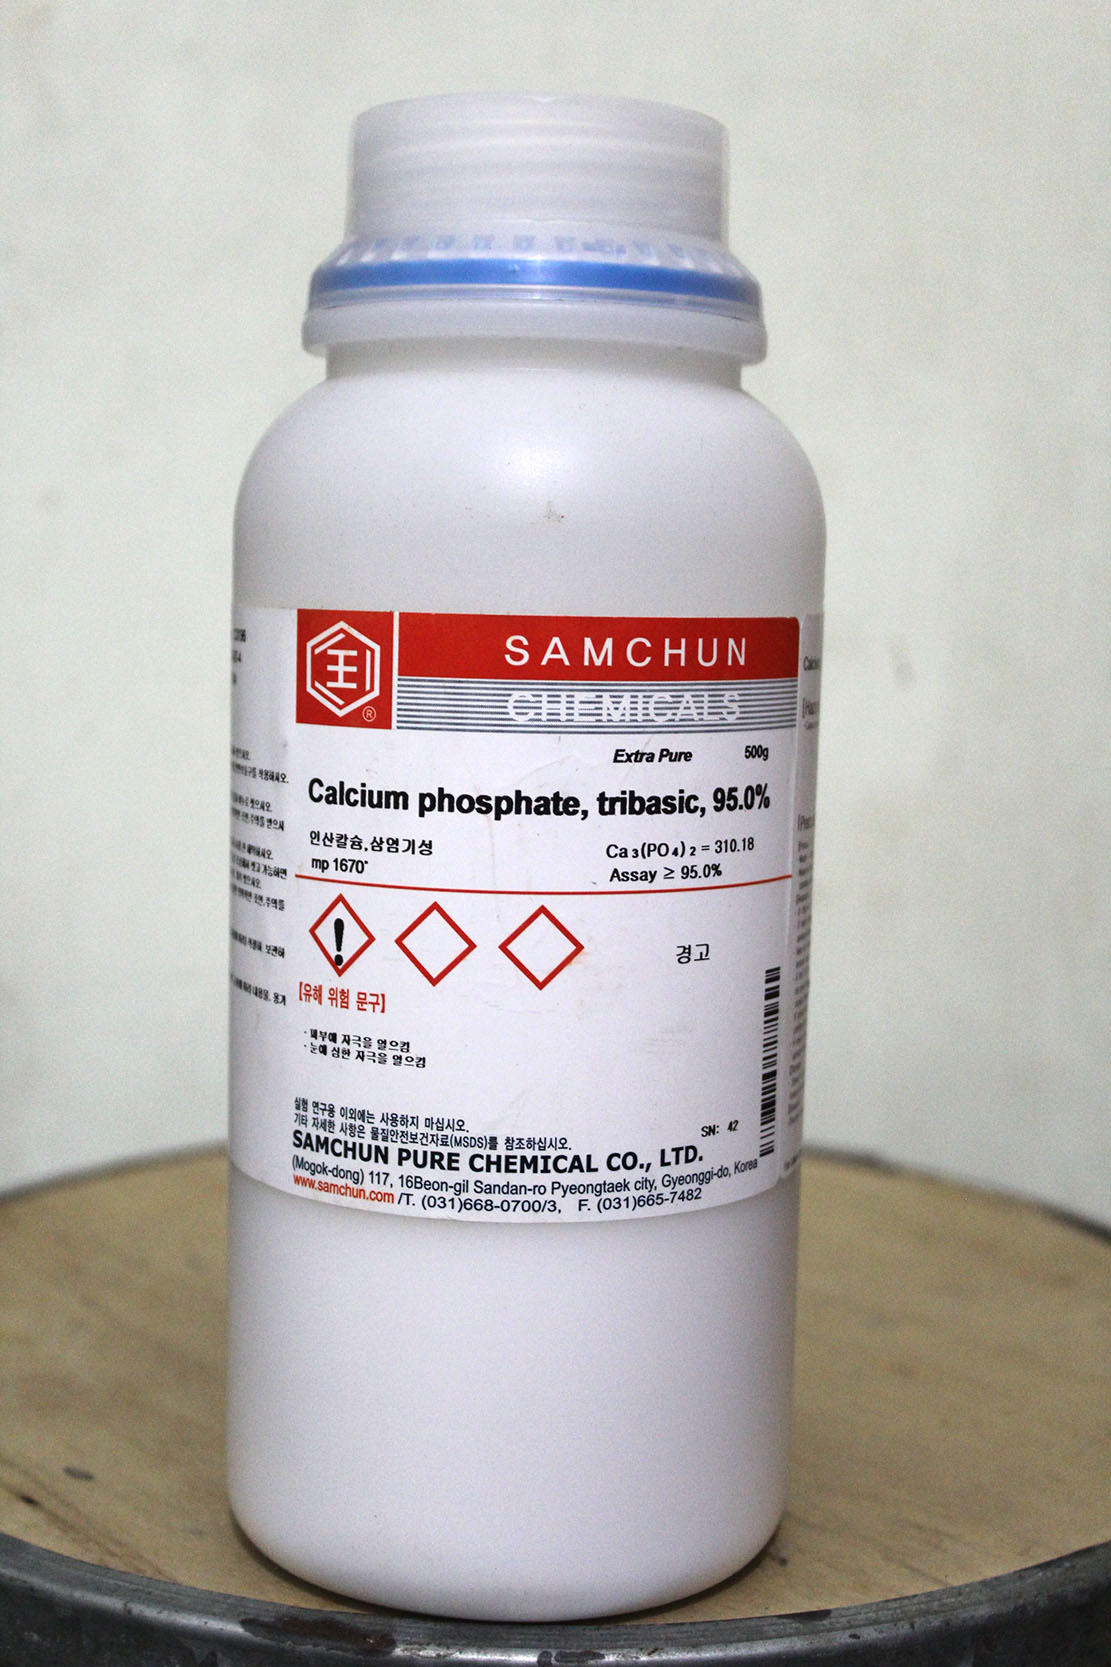 王
®
SAMCHUN
CHEMICALS
Extra Pure 500g
Calcium phosphate, tribasic, 95.0%
인산칼슘,삼염기성
Ca3(PO4)2 = 310.18
mp 1670°
Assay ≥ 95.0%
경고
[유해 위험 문구]
- 피부에 자극을 일으킴
- 눈에 심한 자극을 일으킴
실험 연구용 이외에는 사용하지 마십시오.
기타 자세한 사항은 물질안전보건자료(MSDS)를 참조하십시오.
SN: 42
SAMCHUN PURE CHEMICAL CO., LTD.
(Mogok-dong) 117, 16Beon-gil Sandan-ro Pyeongtaek city, Gyeonggi-do, Korea
www.samchun.com /T. (031)668-0700/3, F. (031)665-7482